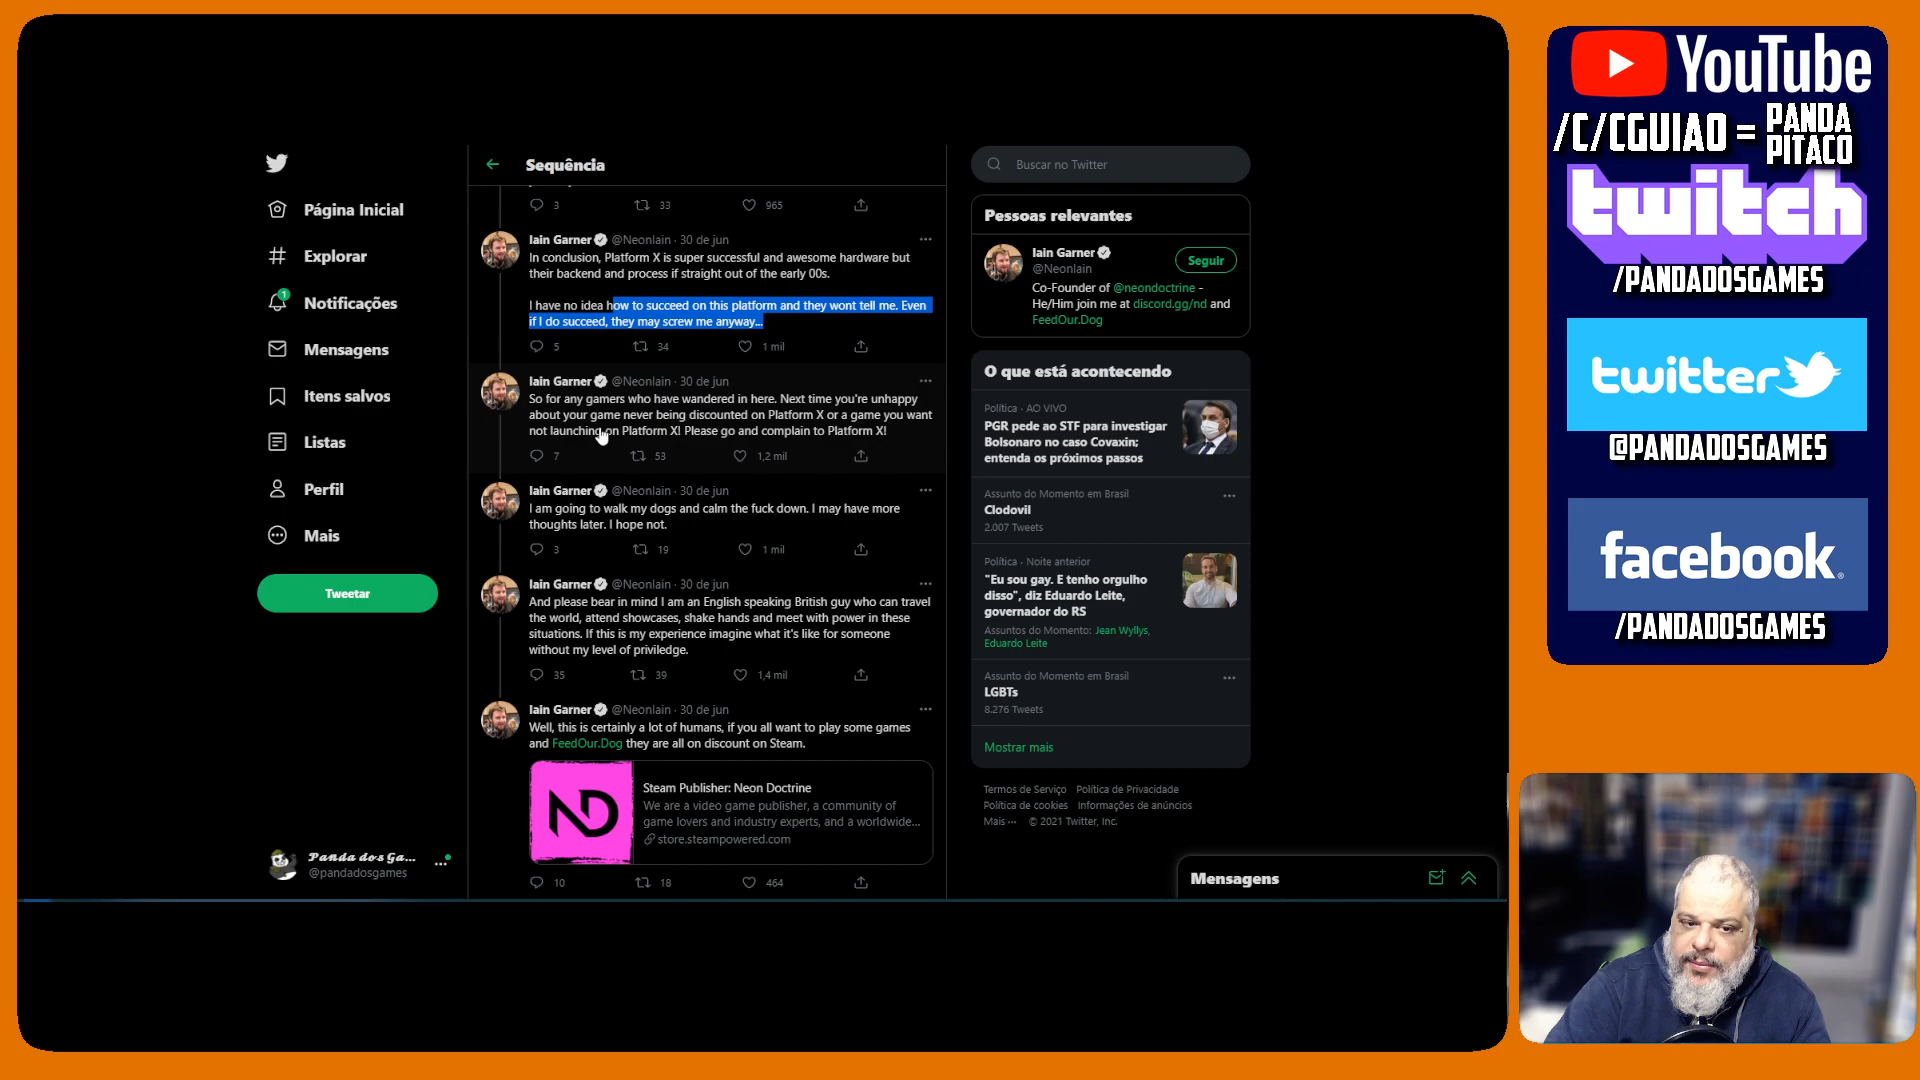 Página Inicial
Explorar
1
Notificações
Mensagens
Itens salvos
Listas
Perfil
Mais
Tweetar
Panda dos Ga...
@pandadosgames
Sequência
3 33 965
Iain Garner @NeonIain · 30 de jun
In conclusion, Platform X is super successful and awesome hardware but
their backend and process if straight out of the early 00s.
I have no idea how to succeed on this platform and they wont tell me. Even
if I do succeed, they may screw me anyway...
5 34 1 mil
Iain Garner @NeonIain · 30 de jun
So for any gamers who have wandered in here. Next time you're unhappy
about your game never being discounted on Platform X or a game you want
not launching on Platform X! Please go and complain to Platform X!
7 53 1,2 mil
Iain Garner @NeonIain · 30 de jun
I am going to walk my dogs and calm the fuck down. I may have more
thoughts later. I hope not.
3 19 1 mil
Iain Garner @NeonIain · 30 de jun
And please bear in mind I am an English speaking British guy who can travel
the world, attend showcases, shake hands and meet with power in these
situations. If this is my experience imagine what it's like for someone
without my level of priviledge.
35 39 1,4 mil
Iain Garner @NeonIain · 30 de jun
Well, this is certainly a lot of humans, if you all want to play some games
and FeedOur.Dog they are all on discount on Steam.
ND
Steam Publisher: Neon Doctrine
We are a video game publisher, a community of
game lovers and industry experts, and a worldwide...
store.steampowered.com
10 18 464
Buscar no Twitter
Pessoas relevantes
Iain Garner
@NeonIain
Seguir
Co-Founder of @neondoctrine -
He/Him join me at discord.gg/nd and
FeedOur.Dog
O que está acontecendo
Política · AO VIVO
PGR pede ao STF para investigar
Bolsonaro no caso Covaxin;
entenda os próximos passos
Assunto do Momento em Brasil
Clodovil
2.007 Tweets
Política · Noite anterior
"Eu sou gay. E tenho orgulho
disso", diz Eduardo Leite,
governador do RS
Assuntos do Momento: Jean Wyllys,
Eduardo Leite
Assunto do Momento em Brasil
LGBTs
8.276 Tweets
Mostrar mais
Termos de Serviço Política de Privacidade
Política de cookies Informações de anúncios
Mais ··· © 2021 Twitter, Inc.
Mensagens
YouTube
/C/CGUIAO = PANDA
PITACO
twitch
/PANDADOSGAMES
twitter
@PANDADOSGAMES
facebook
/PANDADOSGAMES